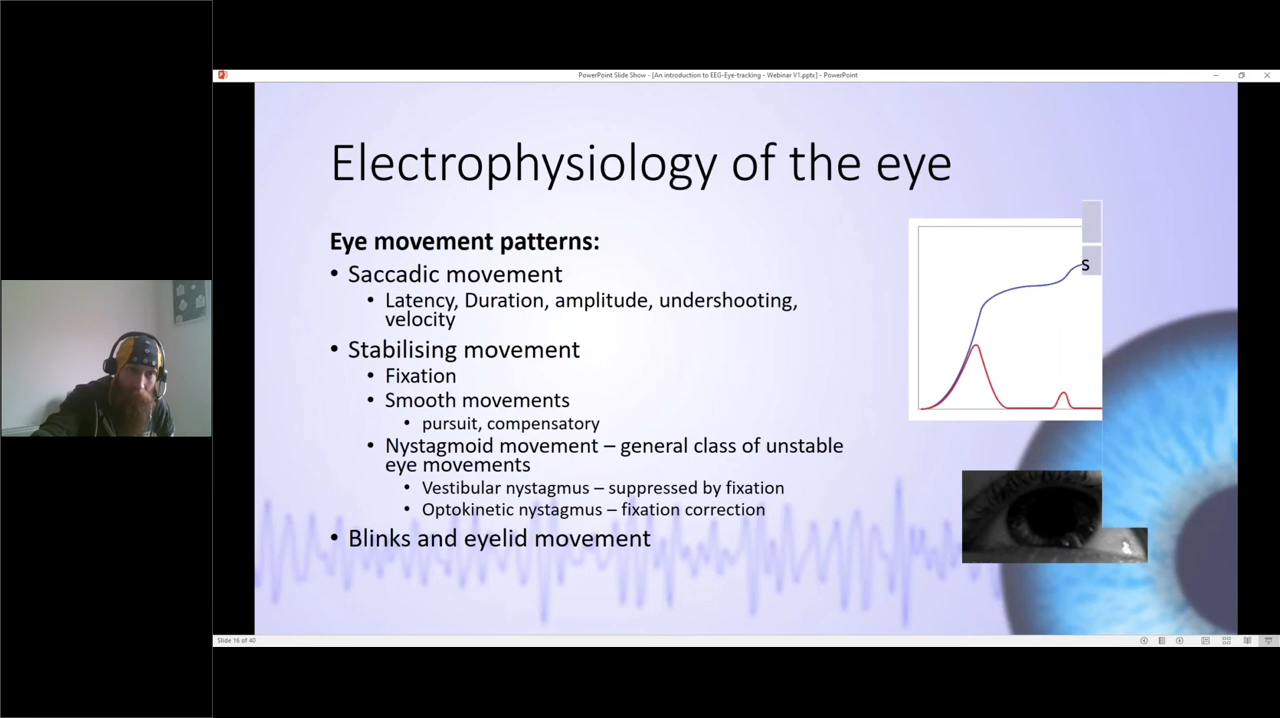 PowerPoint Slide Show - [An introduction to EEG-Eye-tracking - Webinar V1.pptx] - PowerPoint
Electrophysiology of the eye
Eye movement patterns:
• Saccadic movement
• Latency, Duration, amplitude, undershooting,
velocity
• Stabilising movement
• Fixation
• Smooth movements
• pursuit, compensatory
• Nystagmoid movement – general class of unstable
eye movements
• Vestibular nystagmus – suppressed by fixation
• Optokinetic nystagmus – fixation correction
• Blinks and eyelid movement
s
Slide 16 of 40